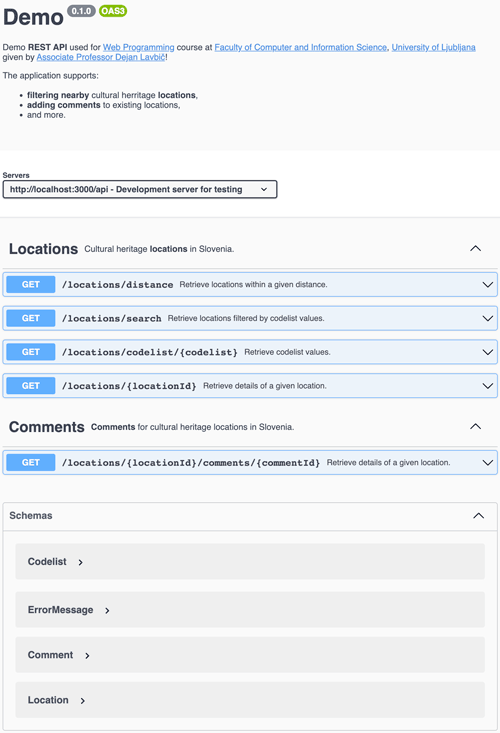 Demo 0.1.0 OAS3
Demo REST API used for Web Programming course at Faculty of Computer and Information Science, University of Ljubljana
given by Associate Professor Dejan Lavbič!
The application supports:
• filtering nearby cultural herritage locations,
• adding comments to existing locations,
• and more.
Servers
http://localhost:3000/api - Development server for testing
Locations Cultural heritage locations in Slovenia.
GET /locations/distance Retrieve locations within a given distance.
GET /locations/search Retrieve locations filtered by codelist values.
GET /locations/codelist/{codelist} Retrieve codelist values.
GET /locations/{locationId} Retrieve details of a given location.
Comments Comments for cultural heritage locations in Slovenia.
GET /locations/{locationId}/comments/{commentId} Retrieve details of a given location.
Schemas
Codelist
ErrorMessage
Comment
Location